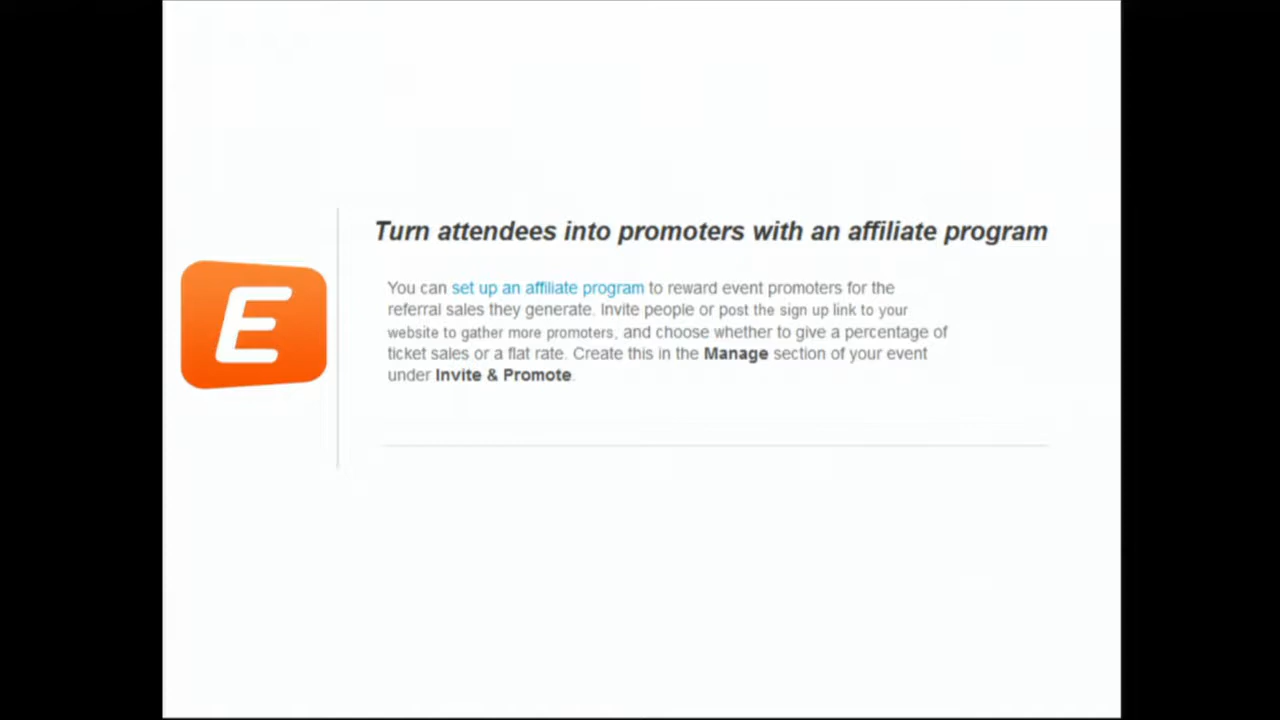 Turn attendees into promoters with an affiliate program
E
You can set up an affiliate program to reward event promoters for the
referral sales they generate. Invite people or post the sign up link to your
website to gather more promoters, and choose whether to give a percentage of
ticket sales or a flat rate. Create this in the Manage section of your event
under Invite & Promote.